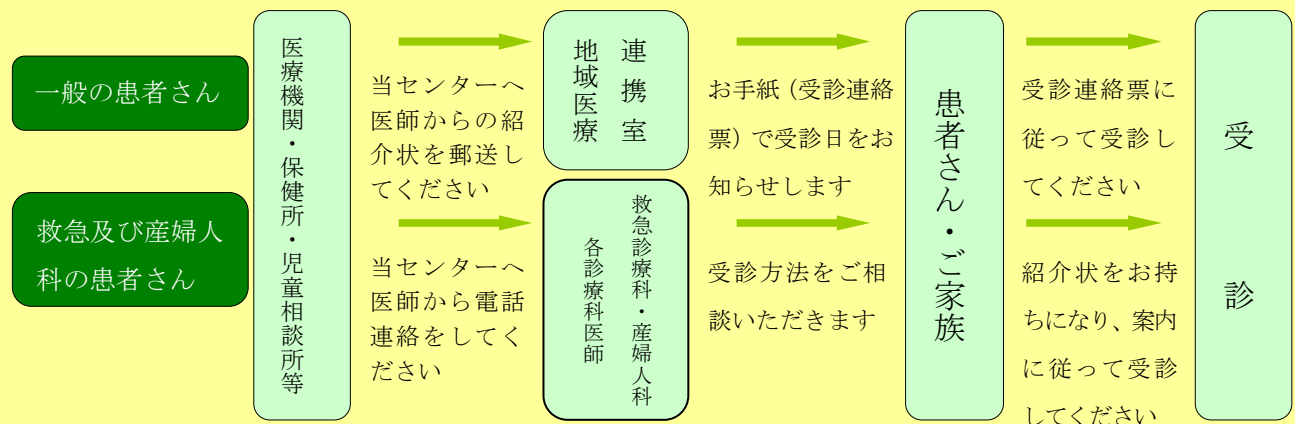 一般の患者さん
救急及び産婦人
科の患者さん
医療機関・保健所・児童相談所等
当センターへ
医師からの紹
介状を郵送し
てください
当センターへ
医師から電話
連絡をしてく
ださい
地域医療
連携室
救急診療科・産婦人科
各診療科医師
お手紙（受診連絡
票）で受診日をお
知らせします
受診方法をご相
談いただきます
患者さん・ご家族
受診連絡票に
従って受診し
てください
紹介状をお持
ちになり、案内
に従って受診
してください
受診